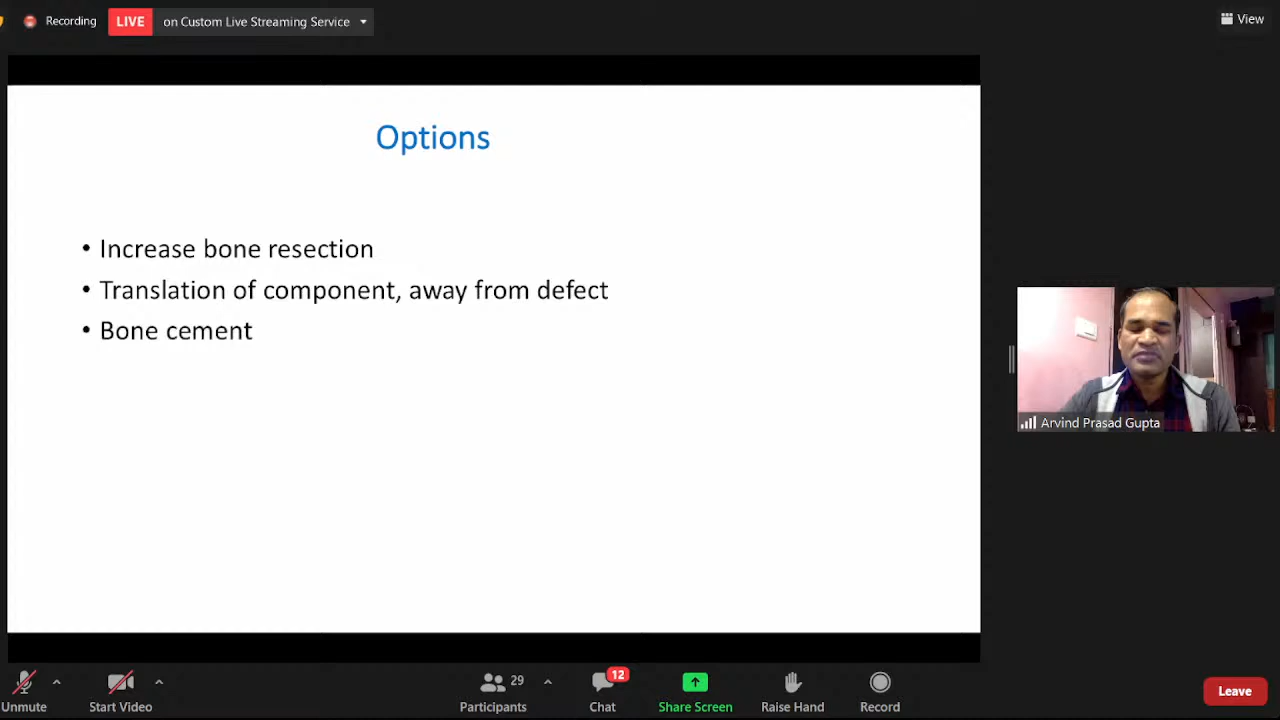 Recording
LIVE on Custom Live Streaming Service
View
Options
• Increase bone resection
• Translation of component, away from defect
• Bone cement
Arvind Prasad Gupta
Unmute
Start Video
29
Participants
12
Chat
Share Screen
Raise Hand
Record
Leave